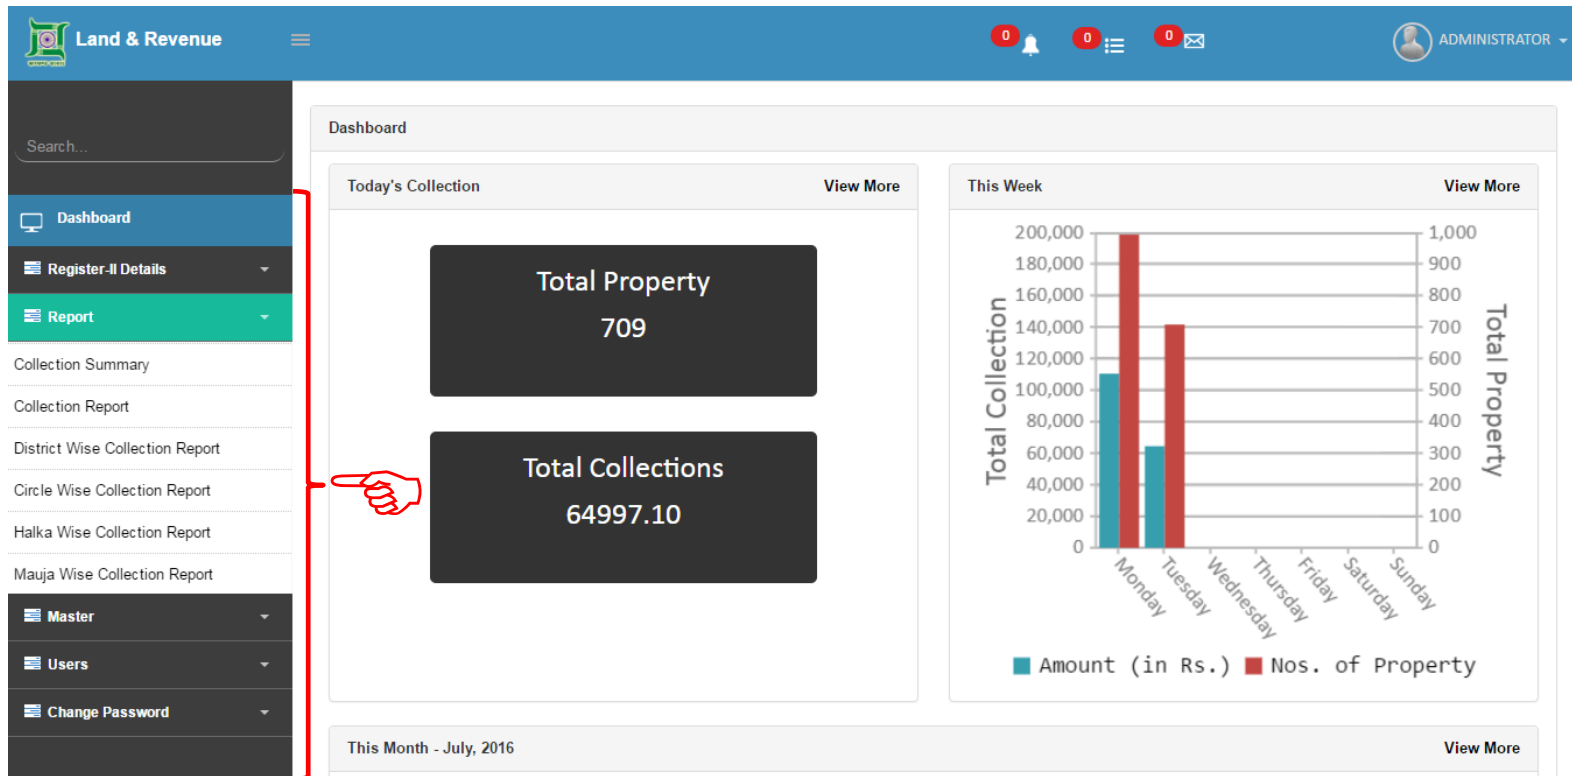 Land & Revenue
0
0
0
ADMINISTRATOR
Search...
Dashboard
Register-II Details
Report
Collection Summary
Collection Report
District Wise Collection Report
Circle Wise Collection Report
Halka Wise Collection Report
Mauja Wise Collection Report
Master
Users
Change Password
Dashboard
Today's Collection View More
Total Property
709
Total Collections
64997.10
This Week View More
200,000 1,000
180,000 900
160,000 800
140,000 700
120,000 600
100,000 500
80,000 400
60,000 300
40,000 200
20,000 100
0 0
Total Collection
Total Property
Monday Tuesday Wednesday Thursday Friday Saturday Sunday
Amount (in Rs.) Nos. of Property
This Month - July, 2016 View More